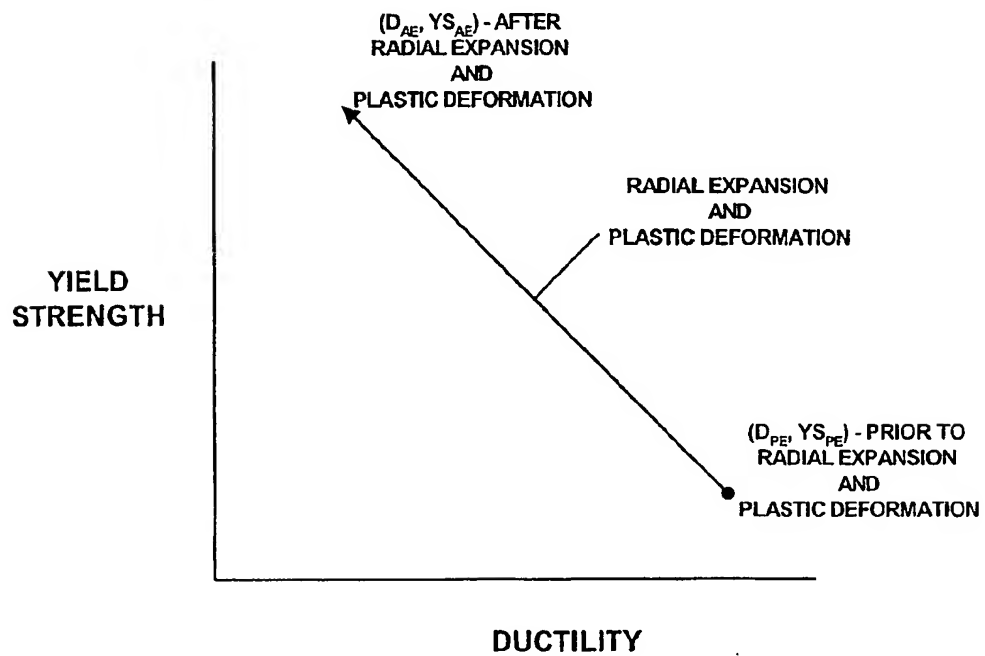 (D_AE, YS_AE) - AFTER
RADIAL EXPANSION
AND
PLASTIC DEFORMATION
RADIAL EXPANSION
AND
PLASTIC DEFORMATION
YIELD
STRENGTH
(D_PE, YS_PE) - PRIOR TO
RADIAL EXPANSION
AND
PLASTIC DEFORMATION
DUCTILITY